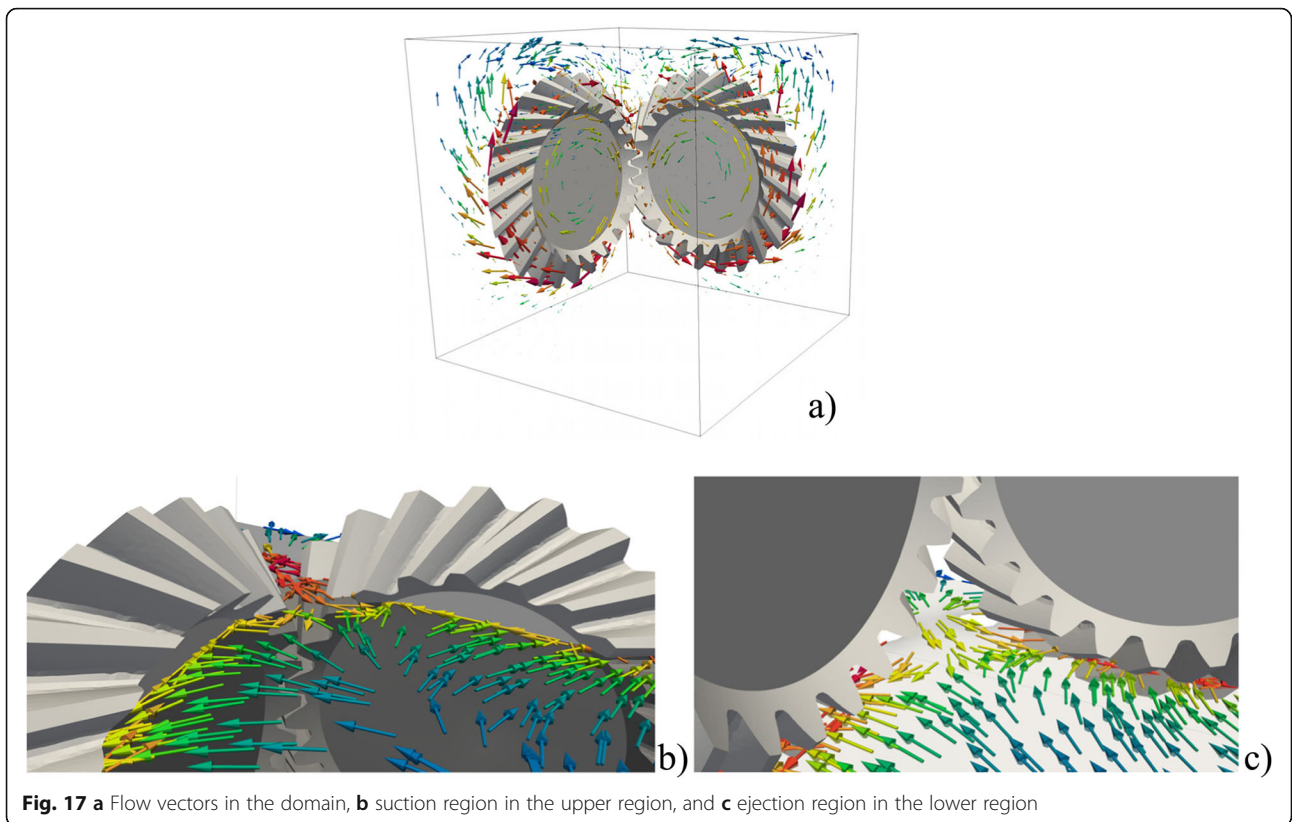 a)
b)
c)
Fig. 17 a Flow vectors in the domain, b suction region in the upper region, and c ejection region in the lower region